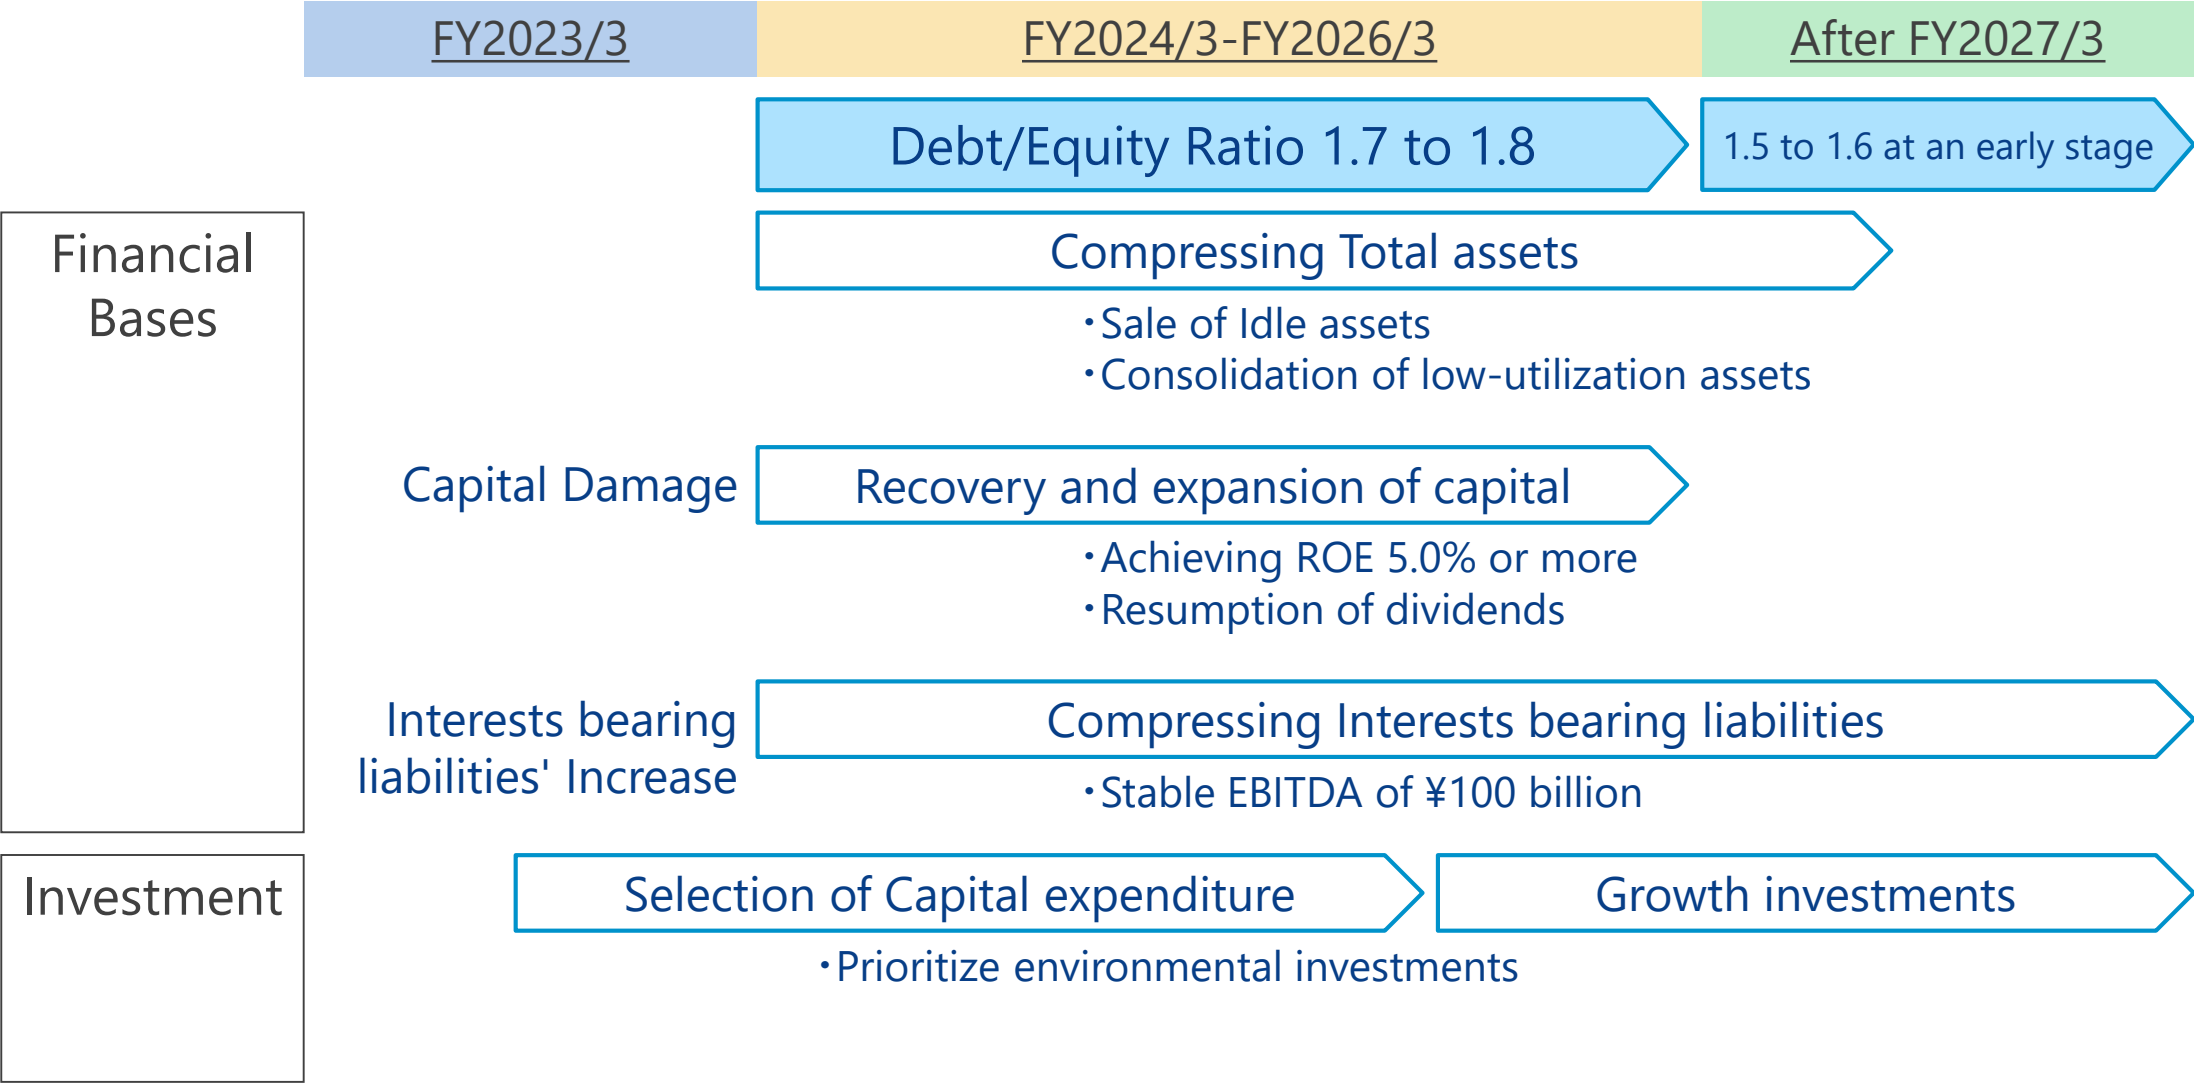 FY2023/3
FY2024/3-FY2026/3
After FY2027/3
Debt/Equity Ratio 1.7 to 1.8
1.5 to 1.6 at an early stage
Financial
Bases
Compressing Total assets
・Sale of Idle assets
・Consolidation of low-utilization assets
Capital Damage
Recovery and expansion of capital
・Achieving ROE 5.0% or more
・Resumption of dividends
Interests bearing
liabilities' Increase
Compressing Interests bearing liabilities
・Stable EBITDA of ¥100 billion
Investment
Selection of Capital expenditure
Growth investments
・Prioritize environmental investments